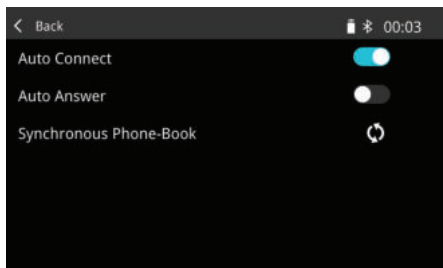 Back 00:03
Auto Connect
Auto Answer
Synchronous Phone-Book